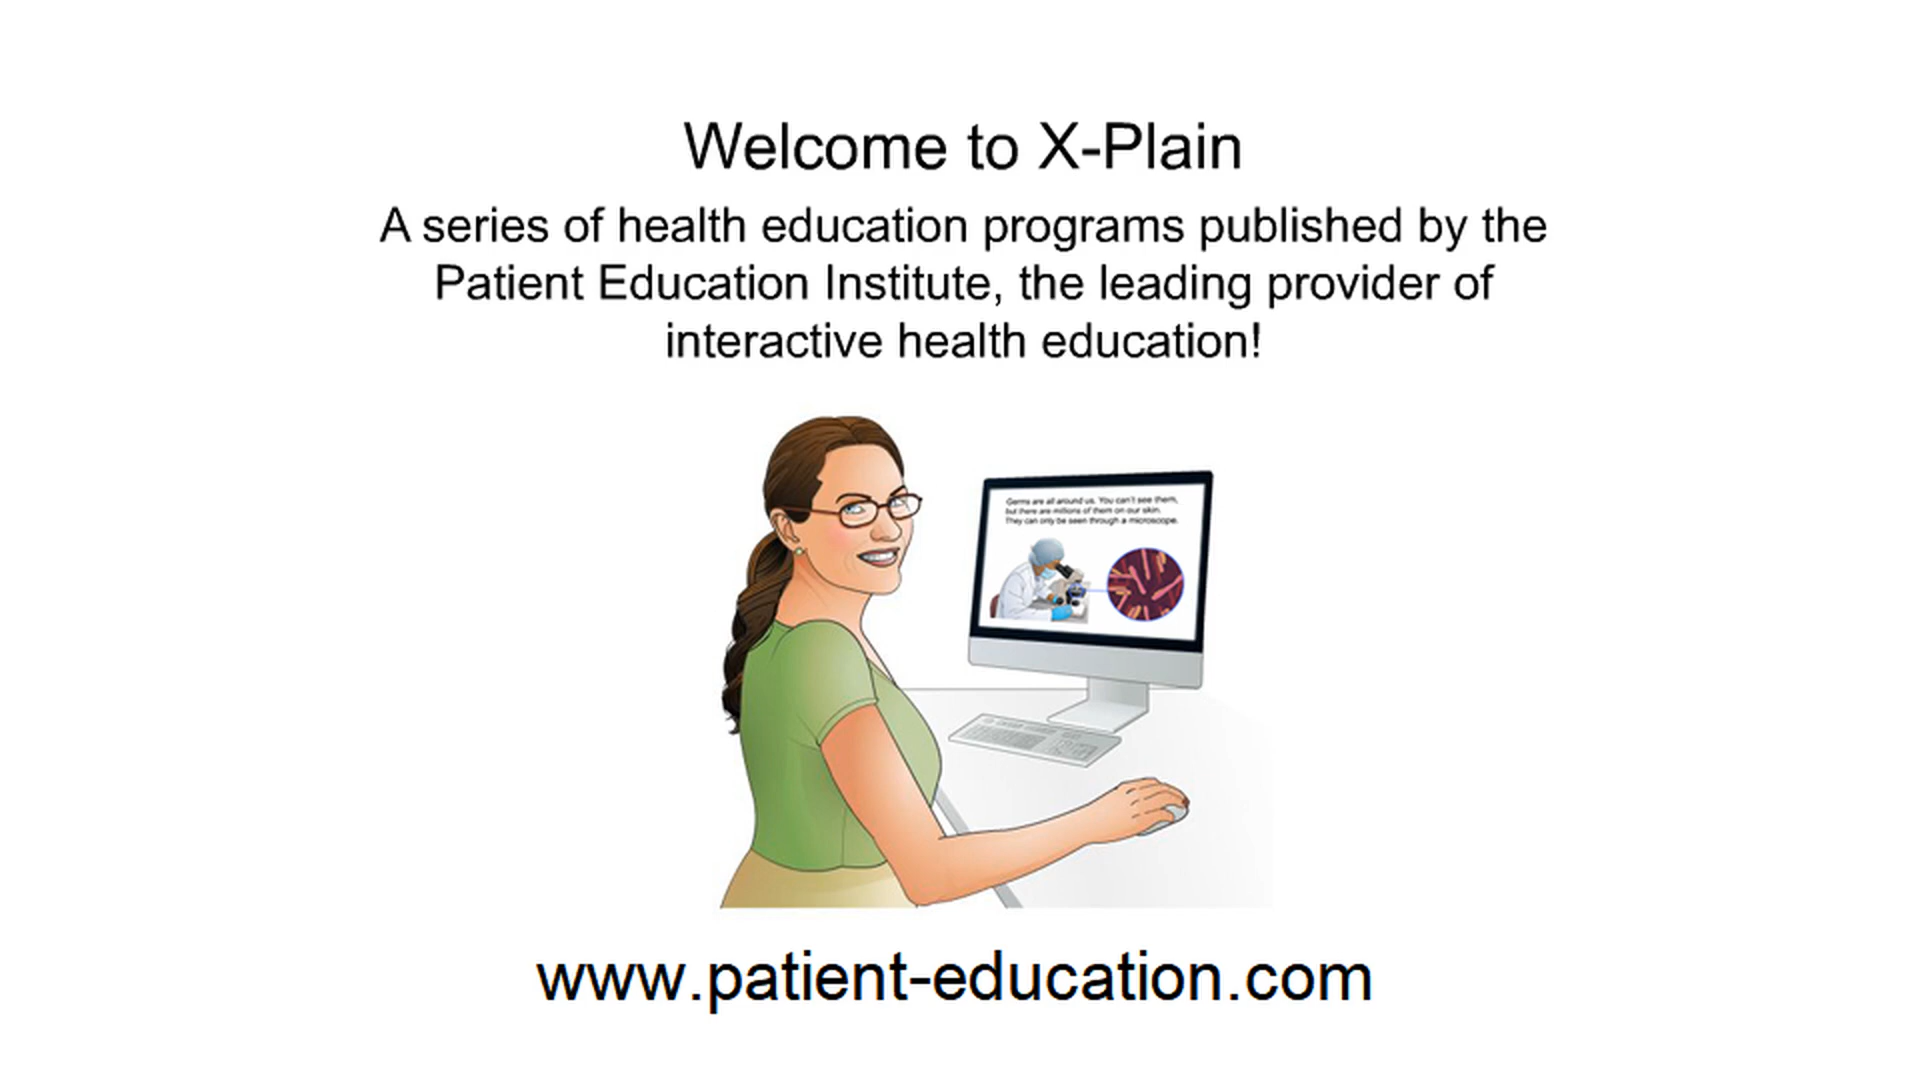 Welcome to X-Plain
A series of health education programs published by the
Patient Education Institute, the leading provider of
interactive health education!
Germs are all around us. You can't see them,
but there are millions of them on our skin.
They can only be seen through a microscope.
www.patient-education.com